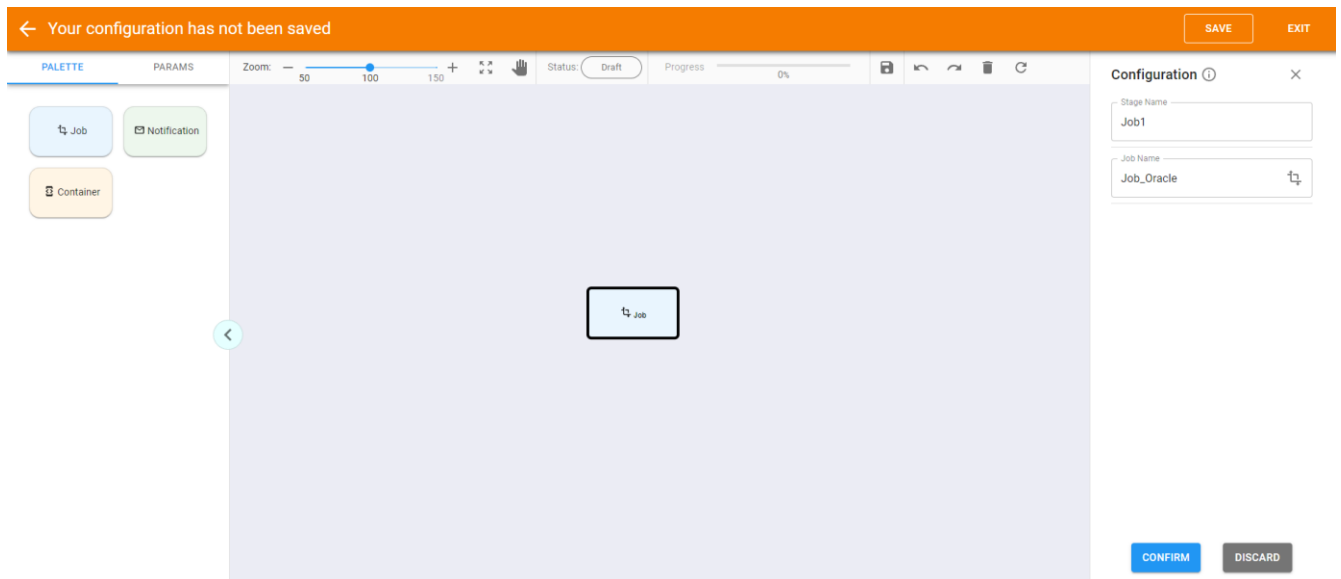 Your configuration has not been saved
SAVE
EXIT
PALETTE
PARAMS
Zoom:
50
100
150
Status:
Draft
Progress
0%
Job
Notification
Container
Job
Configuration
Stage Name
Job1
Job Name
Job_Oracle
CONFIRM
DISCARD